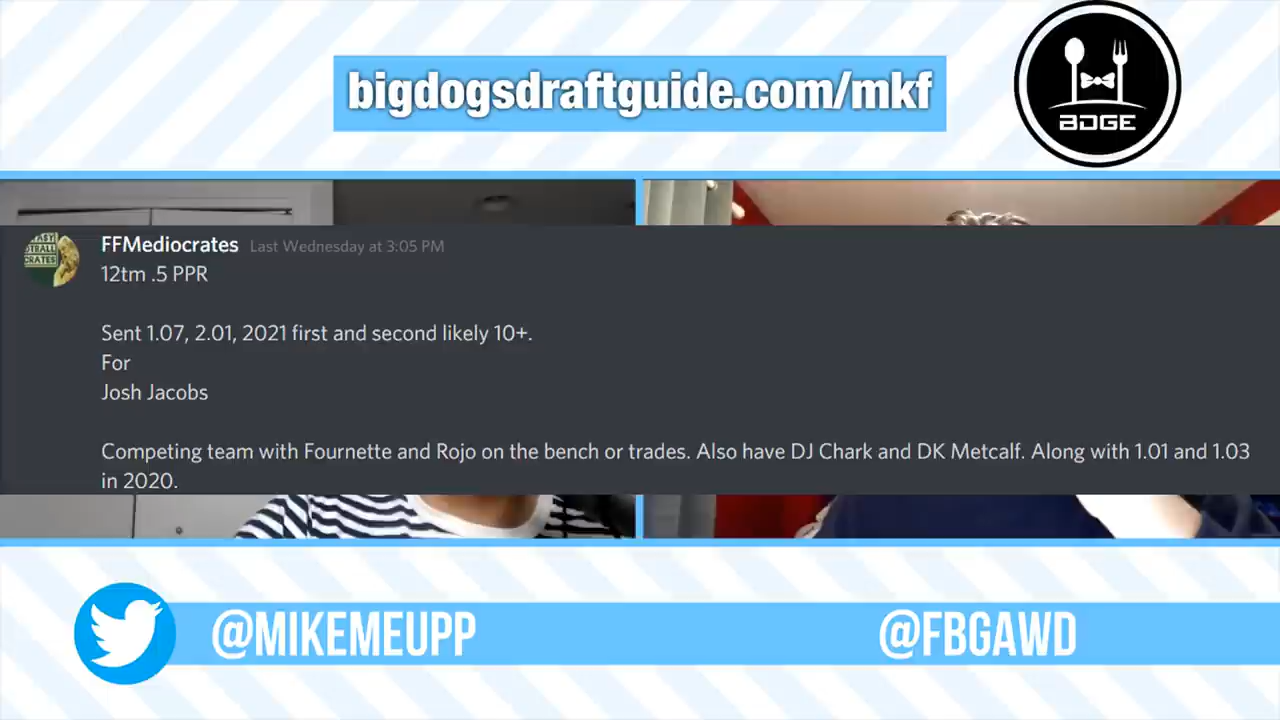 bigdogsdraftguide.com/mkf
BDGE
FFMediocrates Last Wednesday at 3:05 PM
12tm .5 PPR
Sent 1.07, 2.01, 2021 first and second likely 10+.
For
Josh Jacobs
Competing team with Fournette and Rojo on the bench or trades. Also have DJ Chark and DK Metcalf. Along with 1.01 and 1.03
in 2020.
@MIKEMEUPP
@FBGAWD